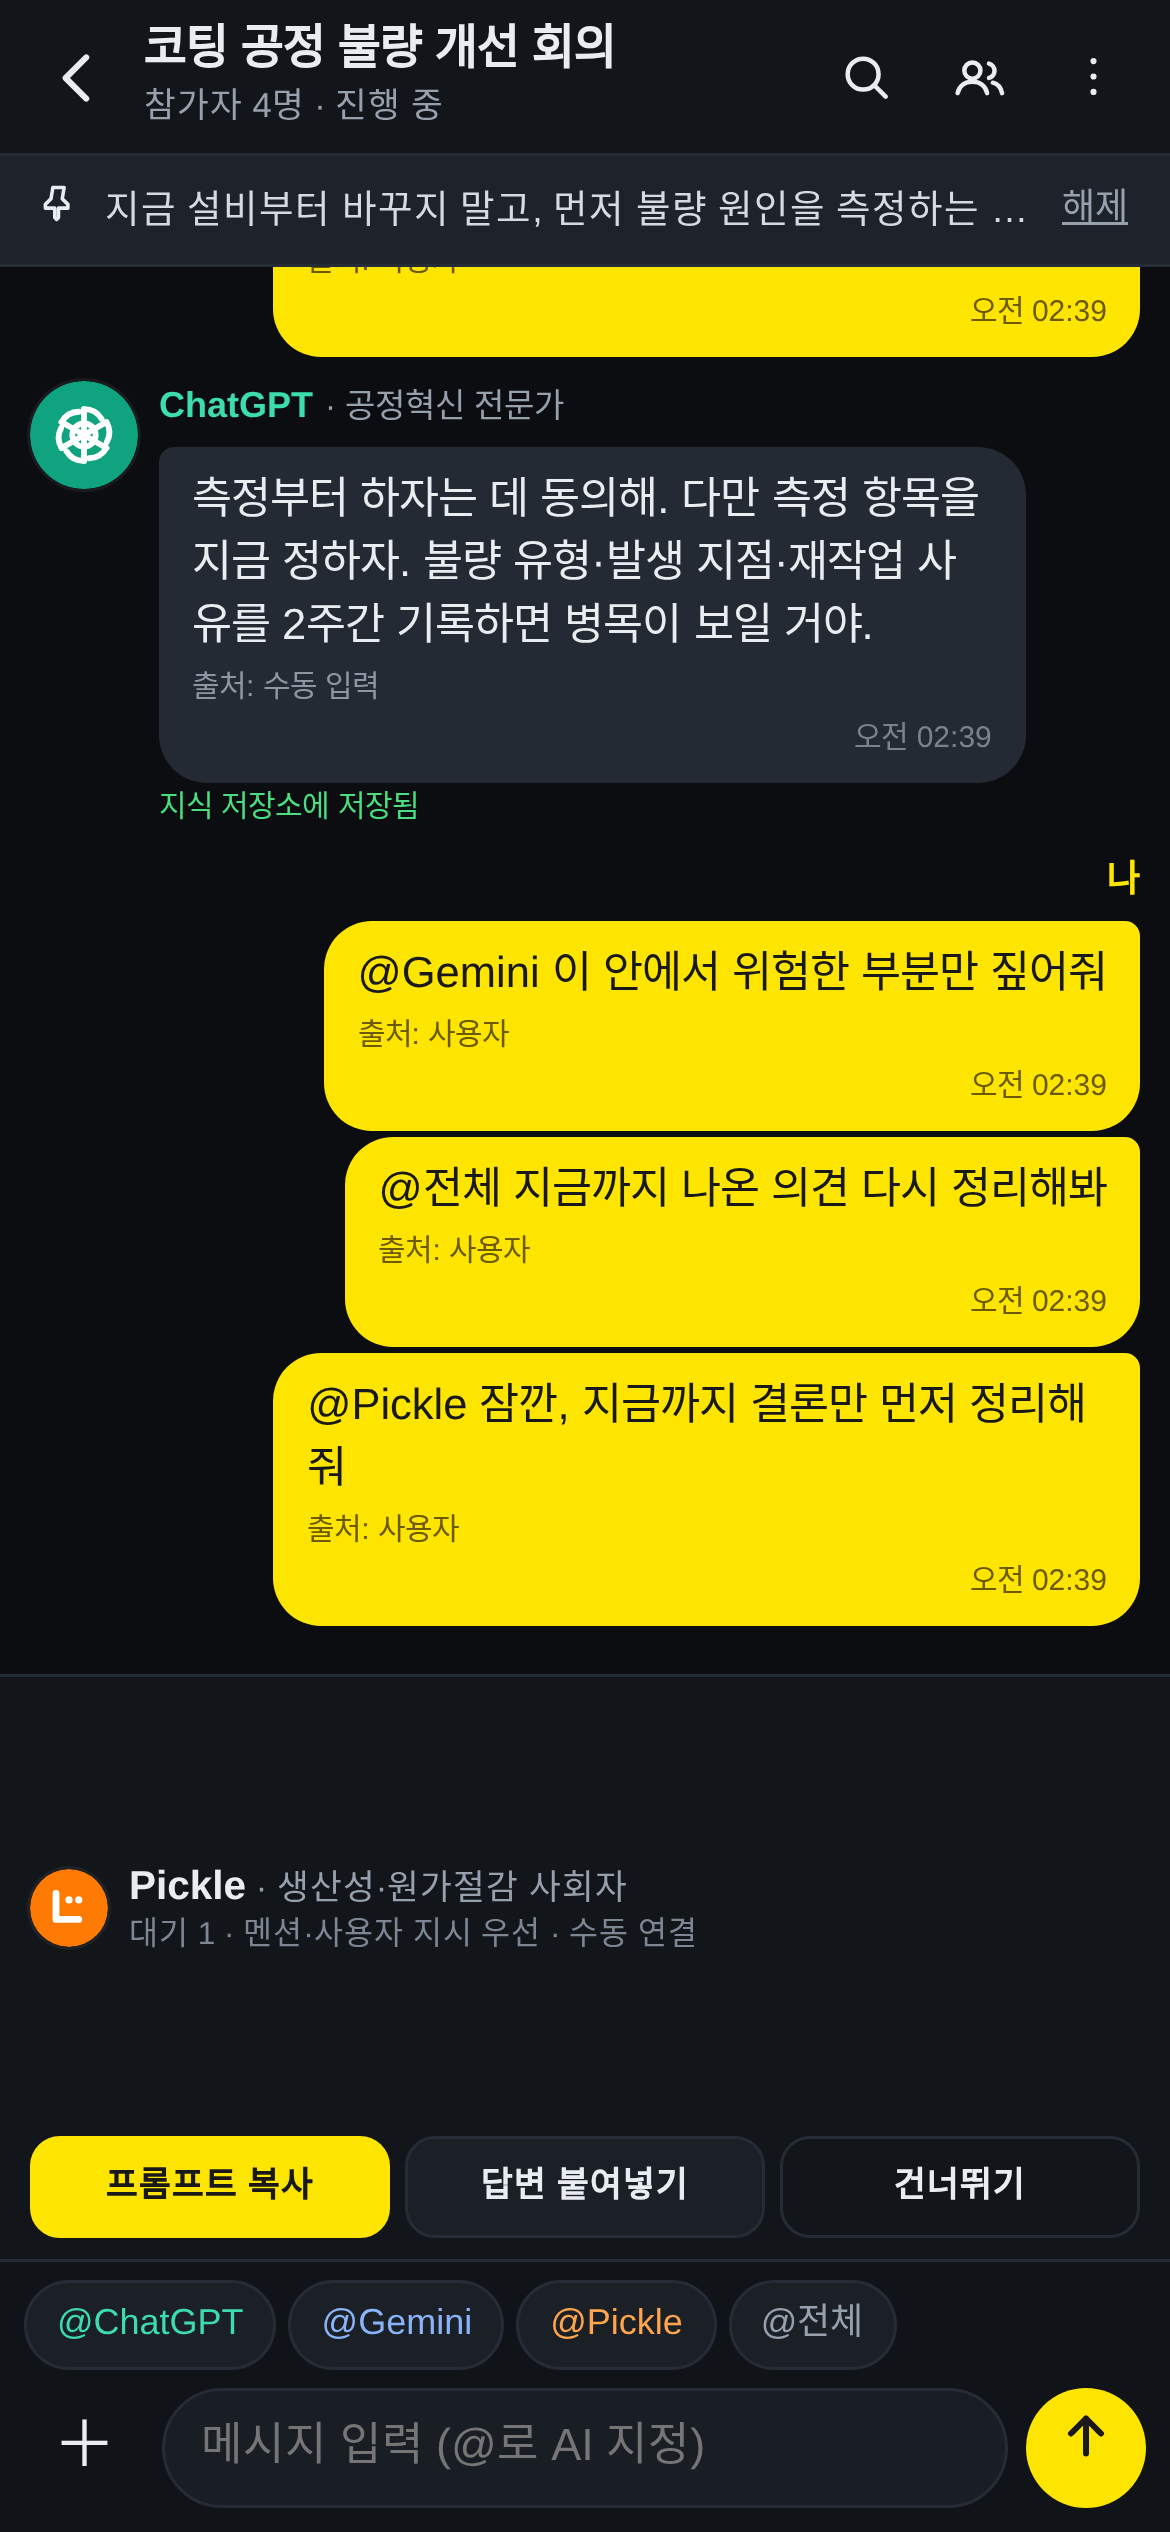 코팅 공정 불량 개선 회의
참가자 4명 · 진행 중
지금 설비부터 바꾸지 말고, 먼저 불량 원인을 측정하는 … 해제
오전 02:39
ChatGPT · 공정혁신 전문가
측정부터 하자는 데 동의해. 다만 측정 항목을
지금 정하자. 불량 유형·발생 지점·재작업 사
유를 2주간 기록하면 병목이 보일 거야.
출처: 수동 입력
오전 02:39
지식 저장소에 저장됨
나
@Gemini 이 안에서 위험한 부분만 짚어줘
출처: 사용자
오전 02:39
@전체 지금까지 나온 의견 다시 정리해봐
출처: 사용자
오전 02:39
@Pickle 잠깐, 지금까지 결론만 먼저 정리해
줘
출처: 사용자
오전 02:39
Pickle · 생산성·원가절감 사회자
대기 1 · 멘션·사용자 지시 우선 · 수동 연결
프롬프트 복사 답변 붙여넣기 건너뛰기
@ChatGPT @Gemini @Pickle @전체
메시지 입력 (@로 AI 지정)